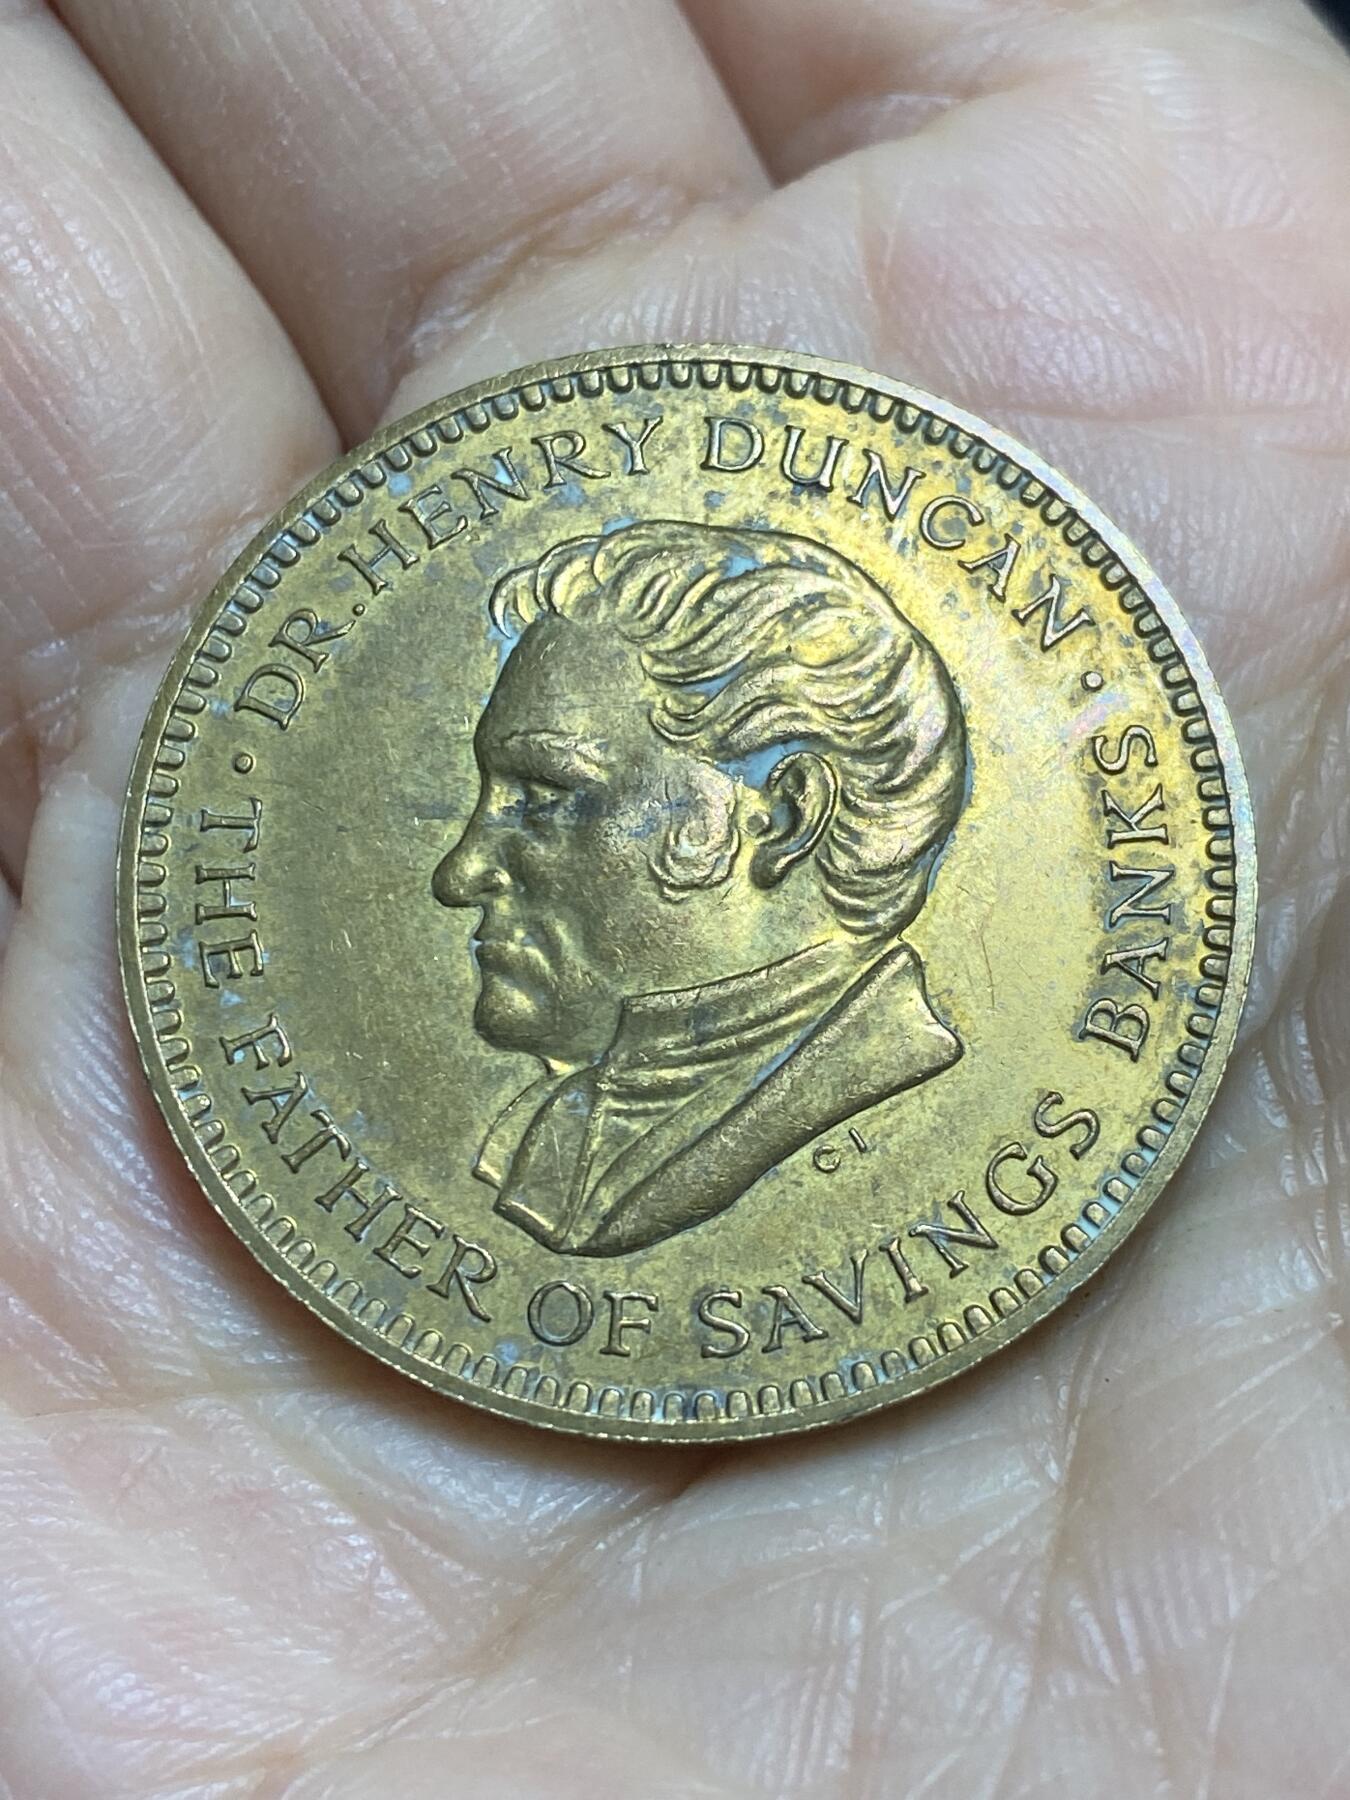 · DR. HENRY DUNCAN ·
THE FATHER OF SAVINGS BANKS
CI